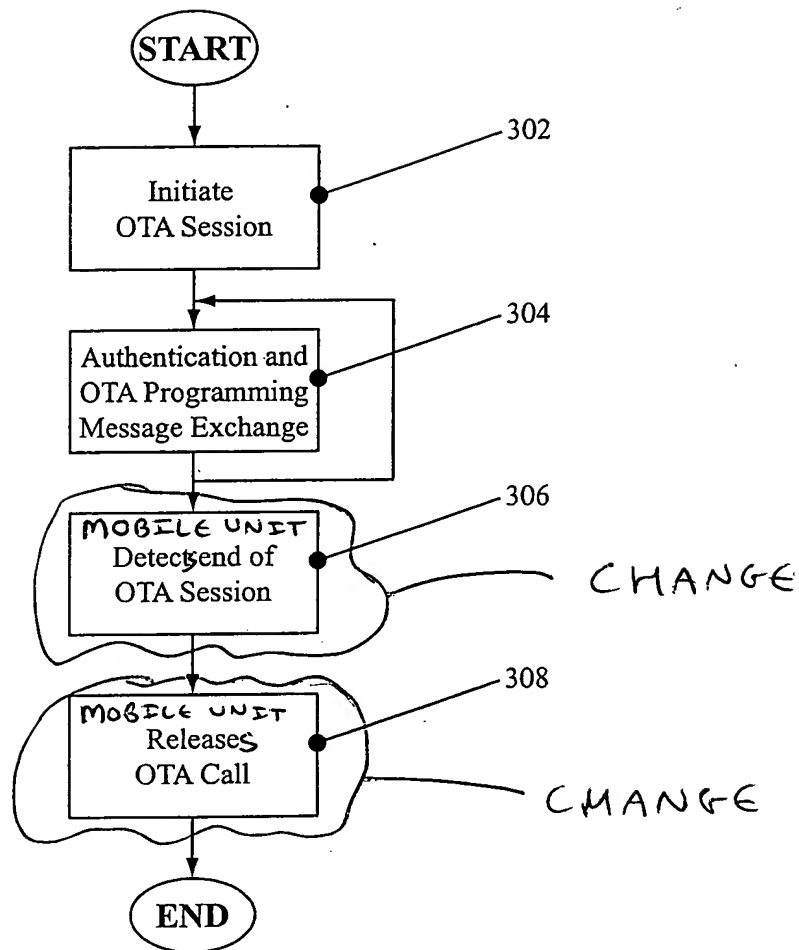 START
302
Initiate
OTA Session
304
Authentication and
OTA Programming
Message Exchange
306
MOBILE UNIT
Detects end of
OTA Session
CHANGE
308
MOBILE UNIT
Releases
OTA Call
CHANGE
END